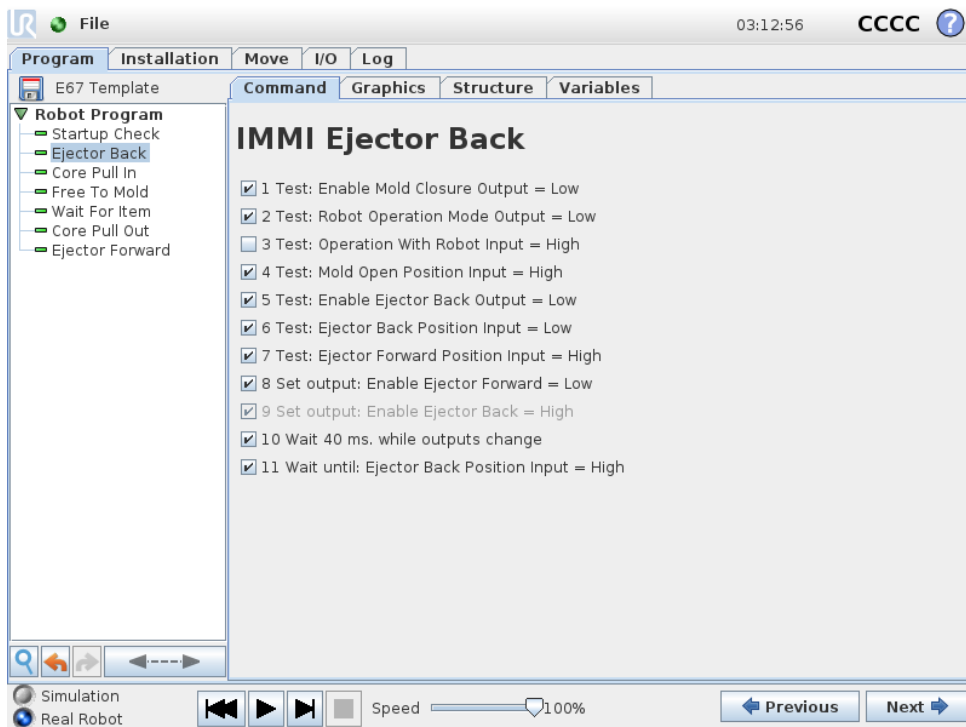 UR File 03:12:56 CCCC ?
Program Installation Move I/O Log
E67 Template Command Graphics Structure Variables
Robot Program
Startup Check
Ejector Back
Core Pull In
Free To Mold
Wait For Item
Core Pull Out
Ejector Forward
IMMI Ejector Back
1 Test: Enable Mold Closure Output = Low
2 Test: Robot Operation Mode Output = Low
3 Test: Operation With Robot Input = High
4 Test: Mold Open Position Input = High
5 Test: Enable Ejector Back Output = Low
6 Test: Ejector Back Position Input = Low
7 Test: Ejector Forward Position Input = High
8 Set output: Enable Ejector Forward = Low
9 Set output: Enable Ejector Back = High
10 Wait 40 ms. while outputs change
11 Wait until: Ejector Back Position Input = High
Simulation
Real Robot
Speed 100% Previous Next